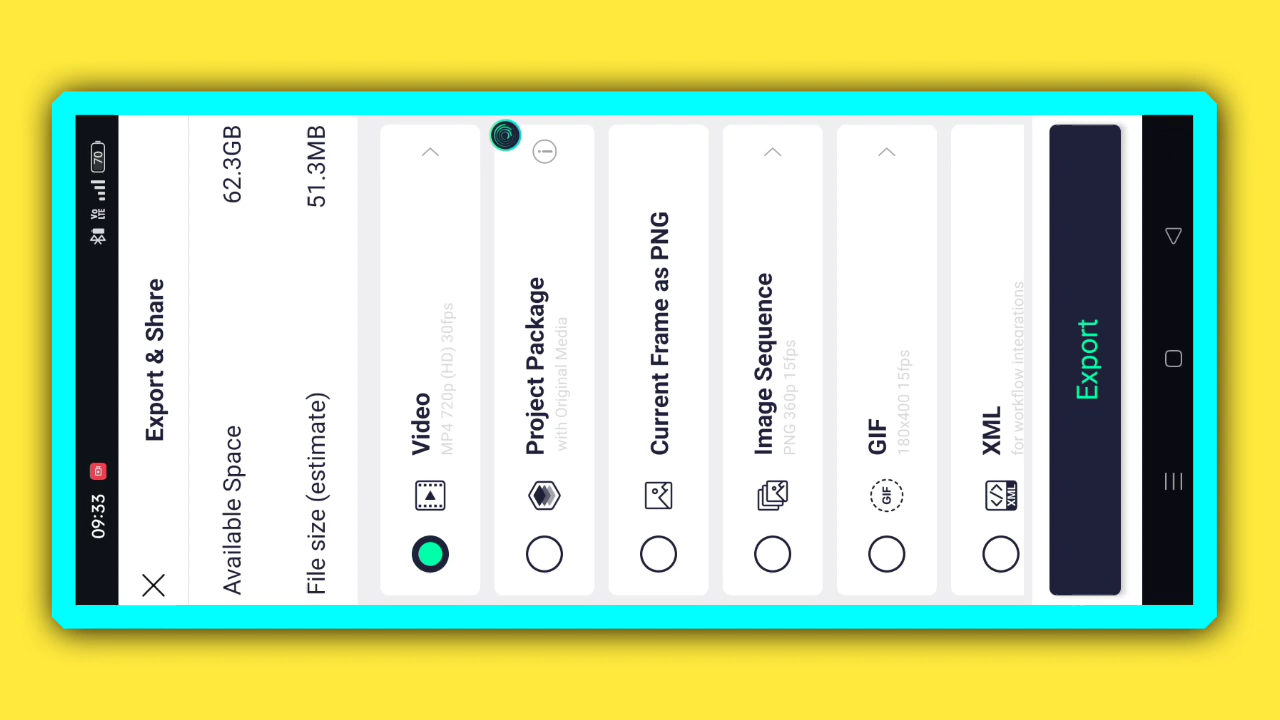 09:33
Vo
LTE
70
Export & Share
Available Space 62.3GB
File size (estimate) 51.3MB
Video
MP4 720p (HD) 30fps
Project Package
with Original Media
Current Frame as PNG
Image Sequence
PNG 360p 15fps
GIF
GIF
180x400 15fps
XML
XML
for workflow integrations
Export